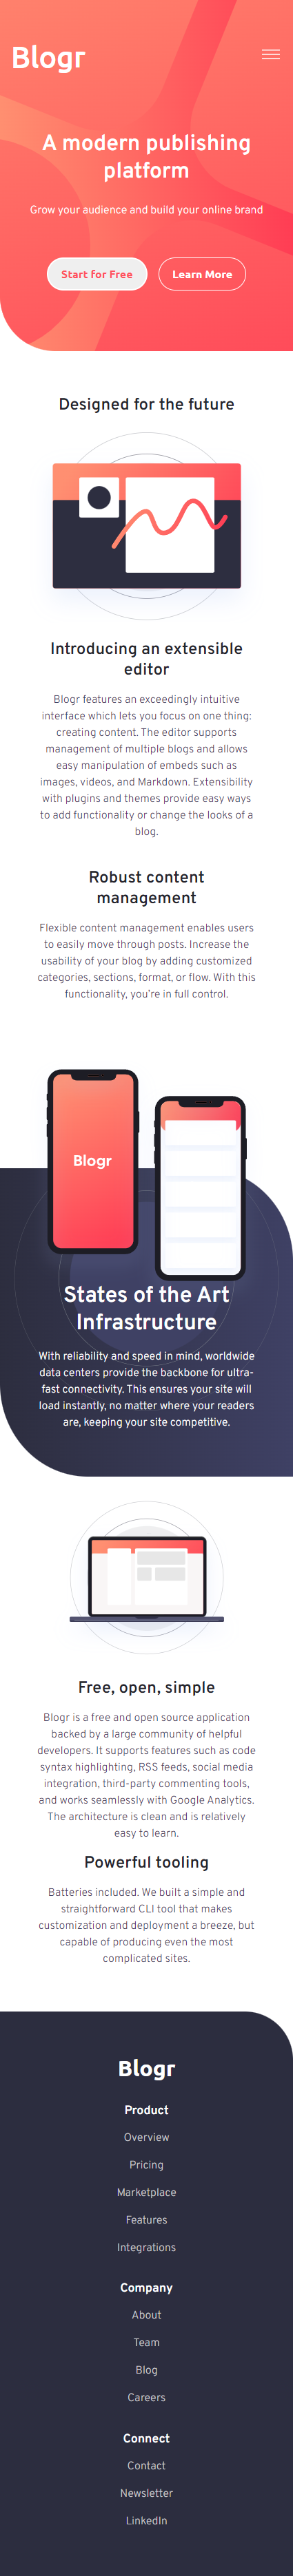 Blogr
A modern publishing
platform
Grow your audience and build your online brand
Start for Free
Learn More
Designed for the future
Introducing an extensible
editor
Blogr features an exceedingly intuitive
interface which lets you focus on one thing:
creating content. The editor supports
management of multiple blogs and allows
easy manipulation of embeds such as
images, videos, and Markdown. Extensibility
with plugins and themes provide easy ways
to add functionality or change the looks of a
blog.
Robust content
management
Flexible content management enables users
to easily move through posts. Increase the
usability of your blog by adding customized
categories, sections, format, or flow. With this
functionality, you’re in full control.
Blogr
States of the Art
Infrastructure
With reliability and speed in mind, worldwide
data centers provide the backbone for ultra-
fast connectivity. This ensures your site will
load instantly, no matter where your readers
are, keeping your site competitive.
Free, open, simple
Blogr is a free and open source application
backed by a large community of helpful
developers. It supports features such as code
syntax highlighting, RSS feeds, social media
integration, third-party commenting tools,
and works seamlessly with Google Analytics.
The architecture is clean and is relatively
easy to learn.
Powerful tooling
Batteries included. We built a simple and
straightforward CLI tool that makes
customization and deployment a breeze, but
capable of producing even the most
complicated sites.
Blogr
Product
Overview
Pricing
Marketplace
Features
Integrations
Company
About
Team
Blog
Careers
Connect
Contact
Newsletter
LinkedIn